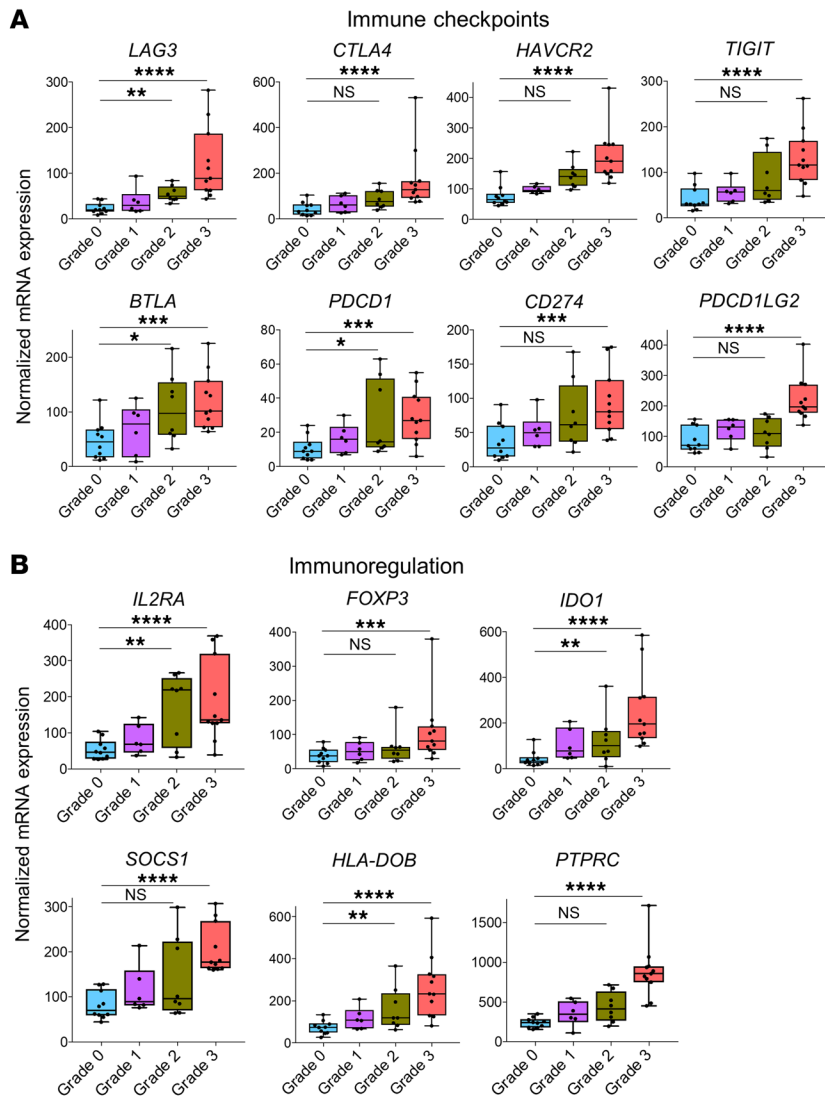 A
Immune checkpoints
Normalized mRNA expression
LAG3
****
**
300
200
100
0
Grade 0
Grade 1
Grade 2
Grade 3
CTLA4
****
NS
600
400
200
0
Grade 0
Grade 1
Grade 2
Grade 3
HAVCR2
****
NS
400
300
200
100
0
Grade 0
Grade 1
Grade 2
Grade 3
TIGIT
****
NS
300
200
100
0
Grade 0
Grade 1
Grade 2
Grade 3
BTLA
***
*
200
100
0
Grade 0
Grade 1
Grade 2
Grade 3
PDCD1
***
*
80
60
40
20
0
Grade 0
Grade 1
Grade 2
Grade 3
CD274
***
NS
200
150
100
50
0
Grade 0
Grade 1
Grade 2
Grade 3
PDCD1LG2
****
NS
400
300
200
100
0
Grade 0
Grade 1
Grade 2
Grade 3
B
Immunoregulation
Normalized mRNA expression
IL2RA
****
**
400
300
200
100
0
Grade 0
Grade 1
Grade 2
Grade 3
FOXP3
***
NS
400
300
200
100
0
Grade 0
Grade 1
Grade 2
Grade 3
IDO1
****
**
600
400
200
0
Grade 0
Grade 1
Grade 2
Grade 3
SOCS1
****
NS
300
200
100
0
Grade 0
Grade 1
Grade 2
Grade 3
HLA-DOB
****
**
600
400
200
0
Grade 0
Grade 1
Grade 2
Grade 3
PTPRC
****
NS
1500
1000
500
0
Grade 0
Grade 1
Grade 2
Grade 3